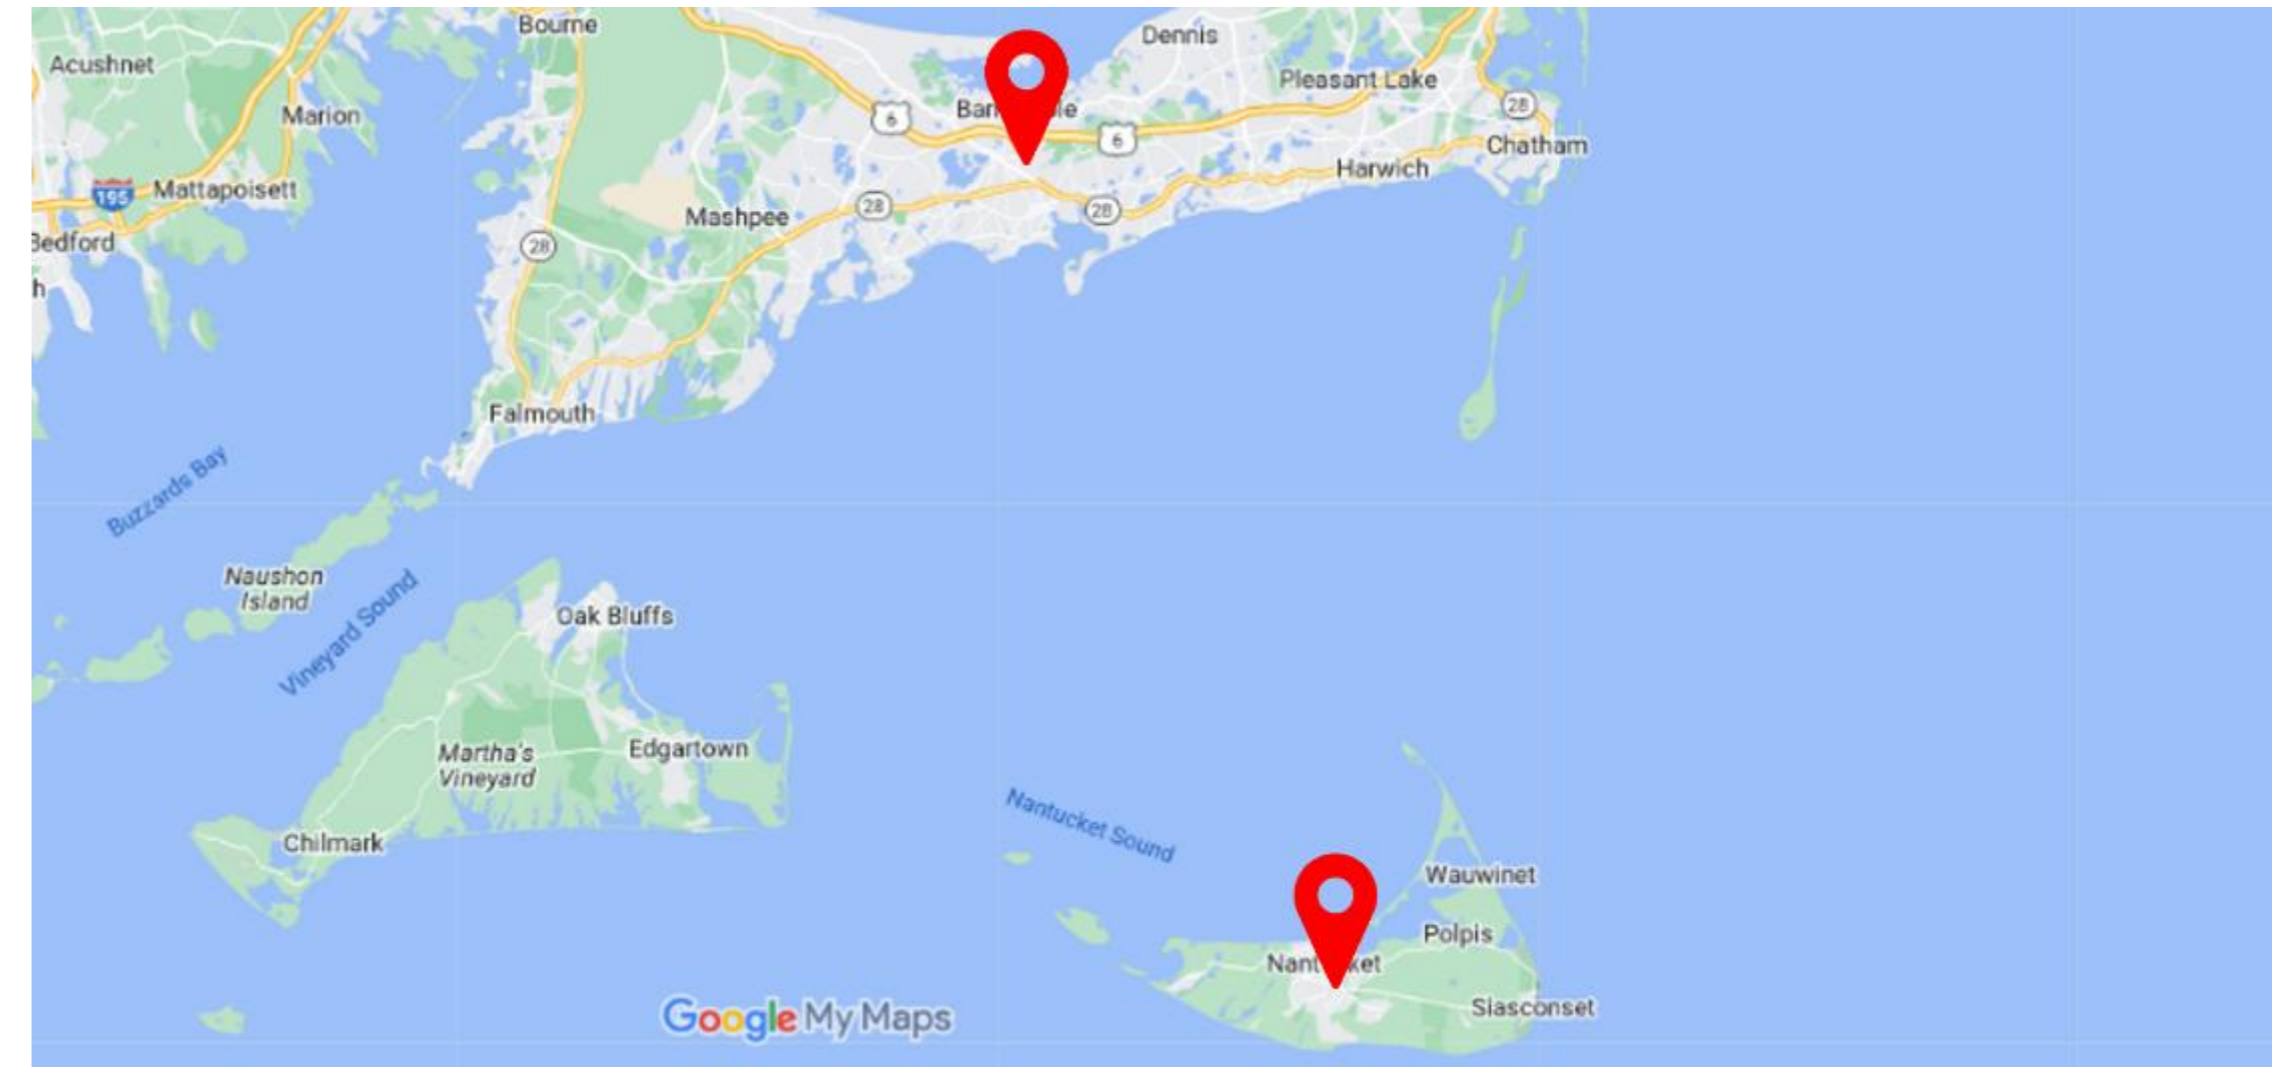 Bourne
Dennis
Acushnet
Pleasant Lake
6
28
Marion
6
Chatham
Harwich
195
Mattapoisett
28
28
Mashpee
Bedford
28
h
Falmouth
Buzzards Bay
Naushon
Island
Vineyard Sound
Oak Bluffs
Martha's
Vineyard
Edgartown
Nantucket Sound
Chilmark
Wauwinet
Polpis
Siasconset
Google My Maps